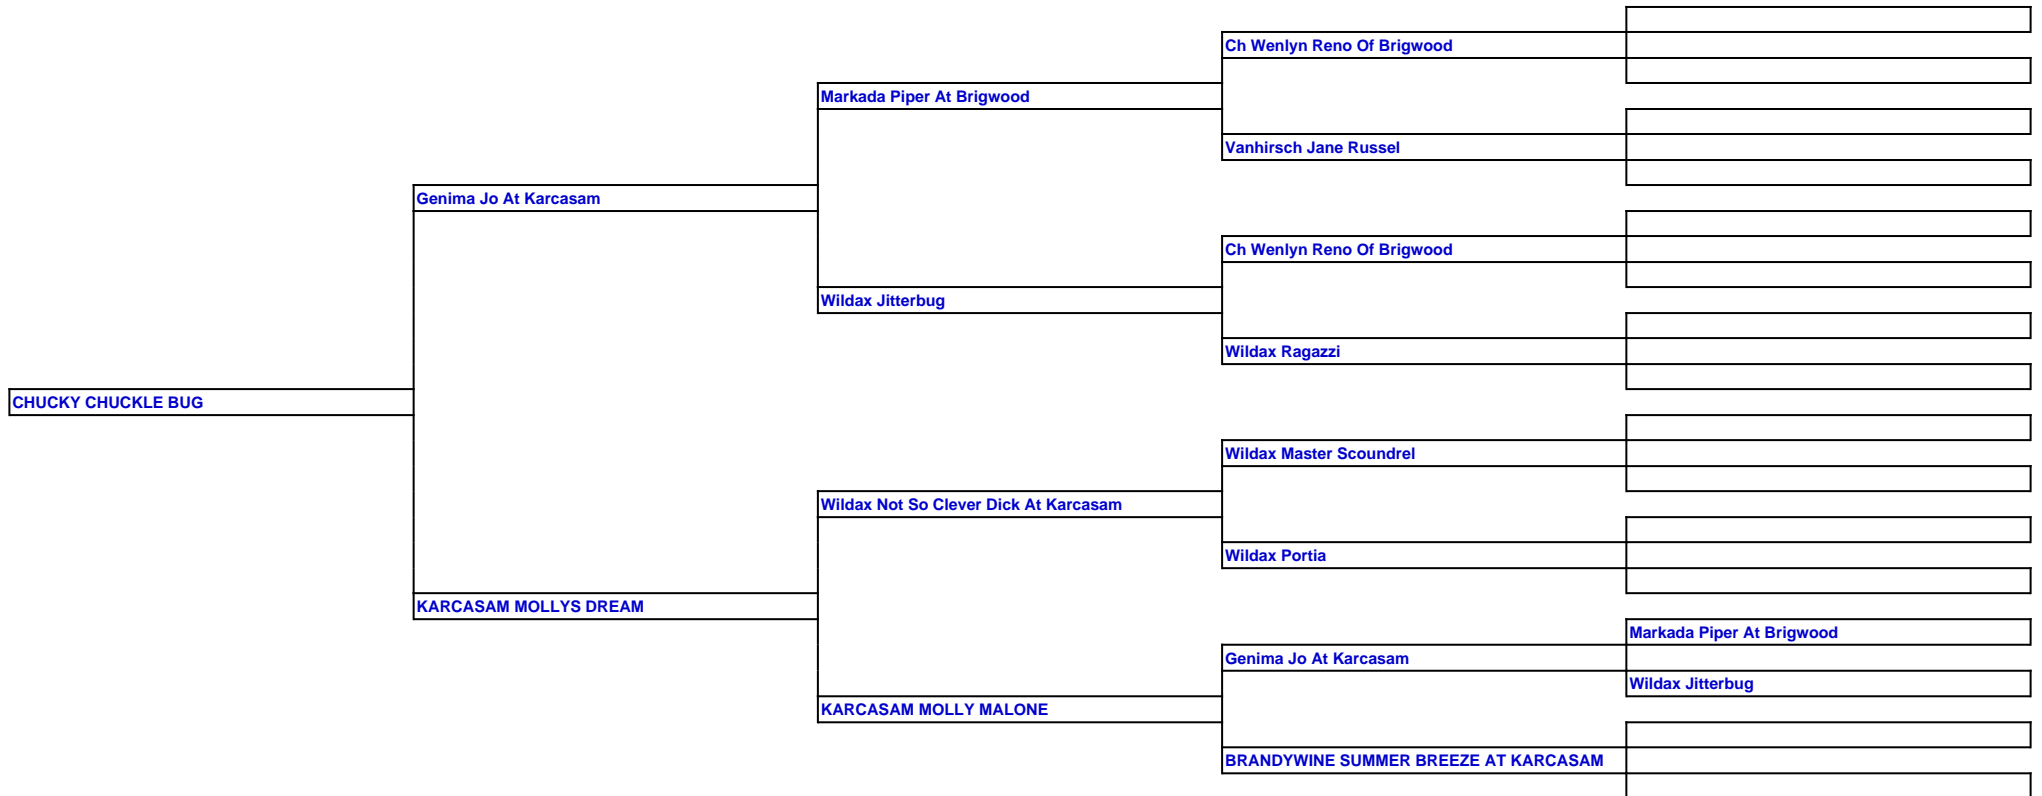 Ch Wenlyn Reno Of Brigwood
Markada Piper At Brigwood
Vanhirsch Jane Russel
Genima Jo At Karcasam
Ch Wenlyn Reno Of Brigwood
Wildax Jitterbug
Wildax Ragazzi
CHUCKY CHUCKLE BUG
Wildax Master Scoundrel
Wildax Not So Clever Dick At Karcasam
Wildax Portia
KARCASAM MOLLYS DREAM
Markada Piper At Brigwood
Genima Jo At Karcasam
Wildax Jitterbug
KARCASAM MOLLY MALONE
BRANDYWINE SUMMER BREEZE AT KARCASAM